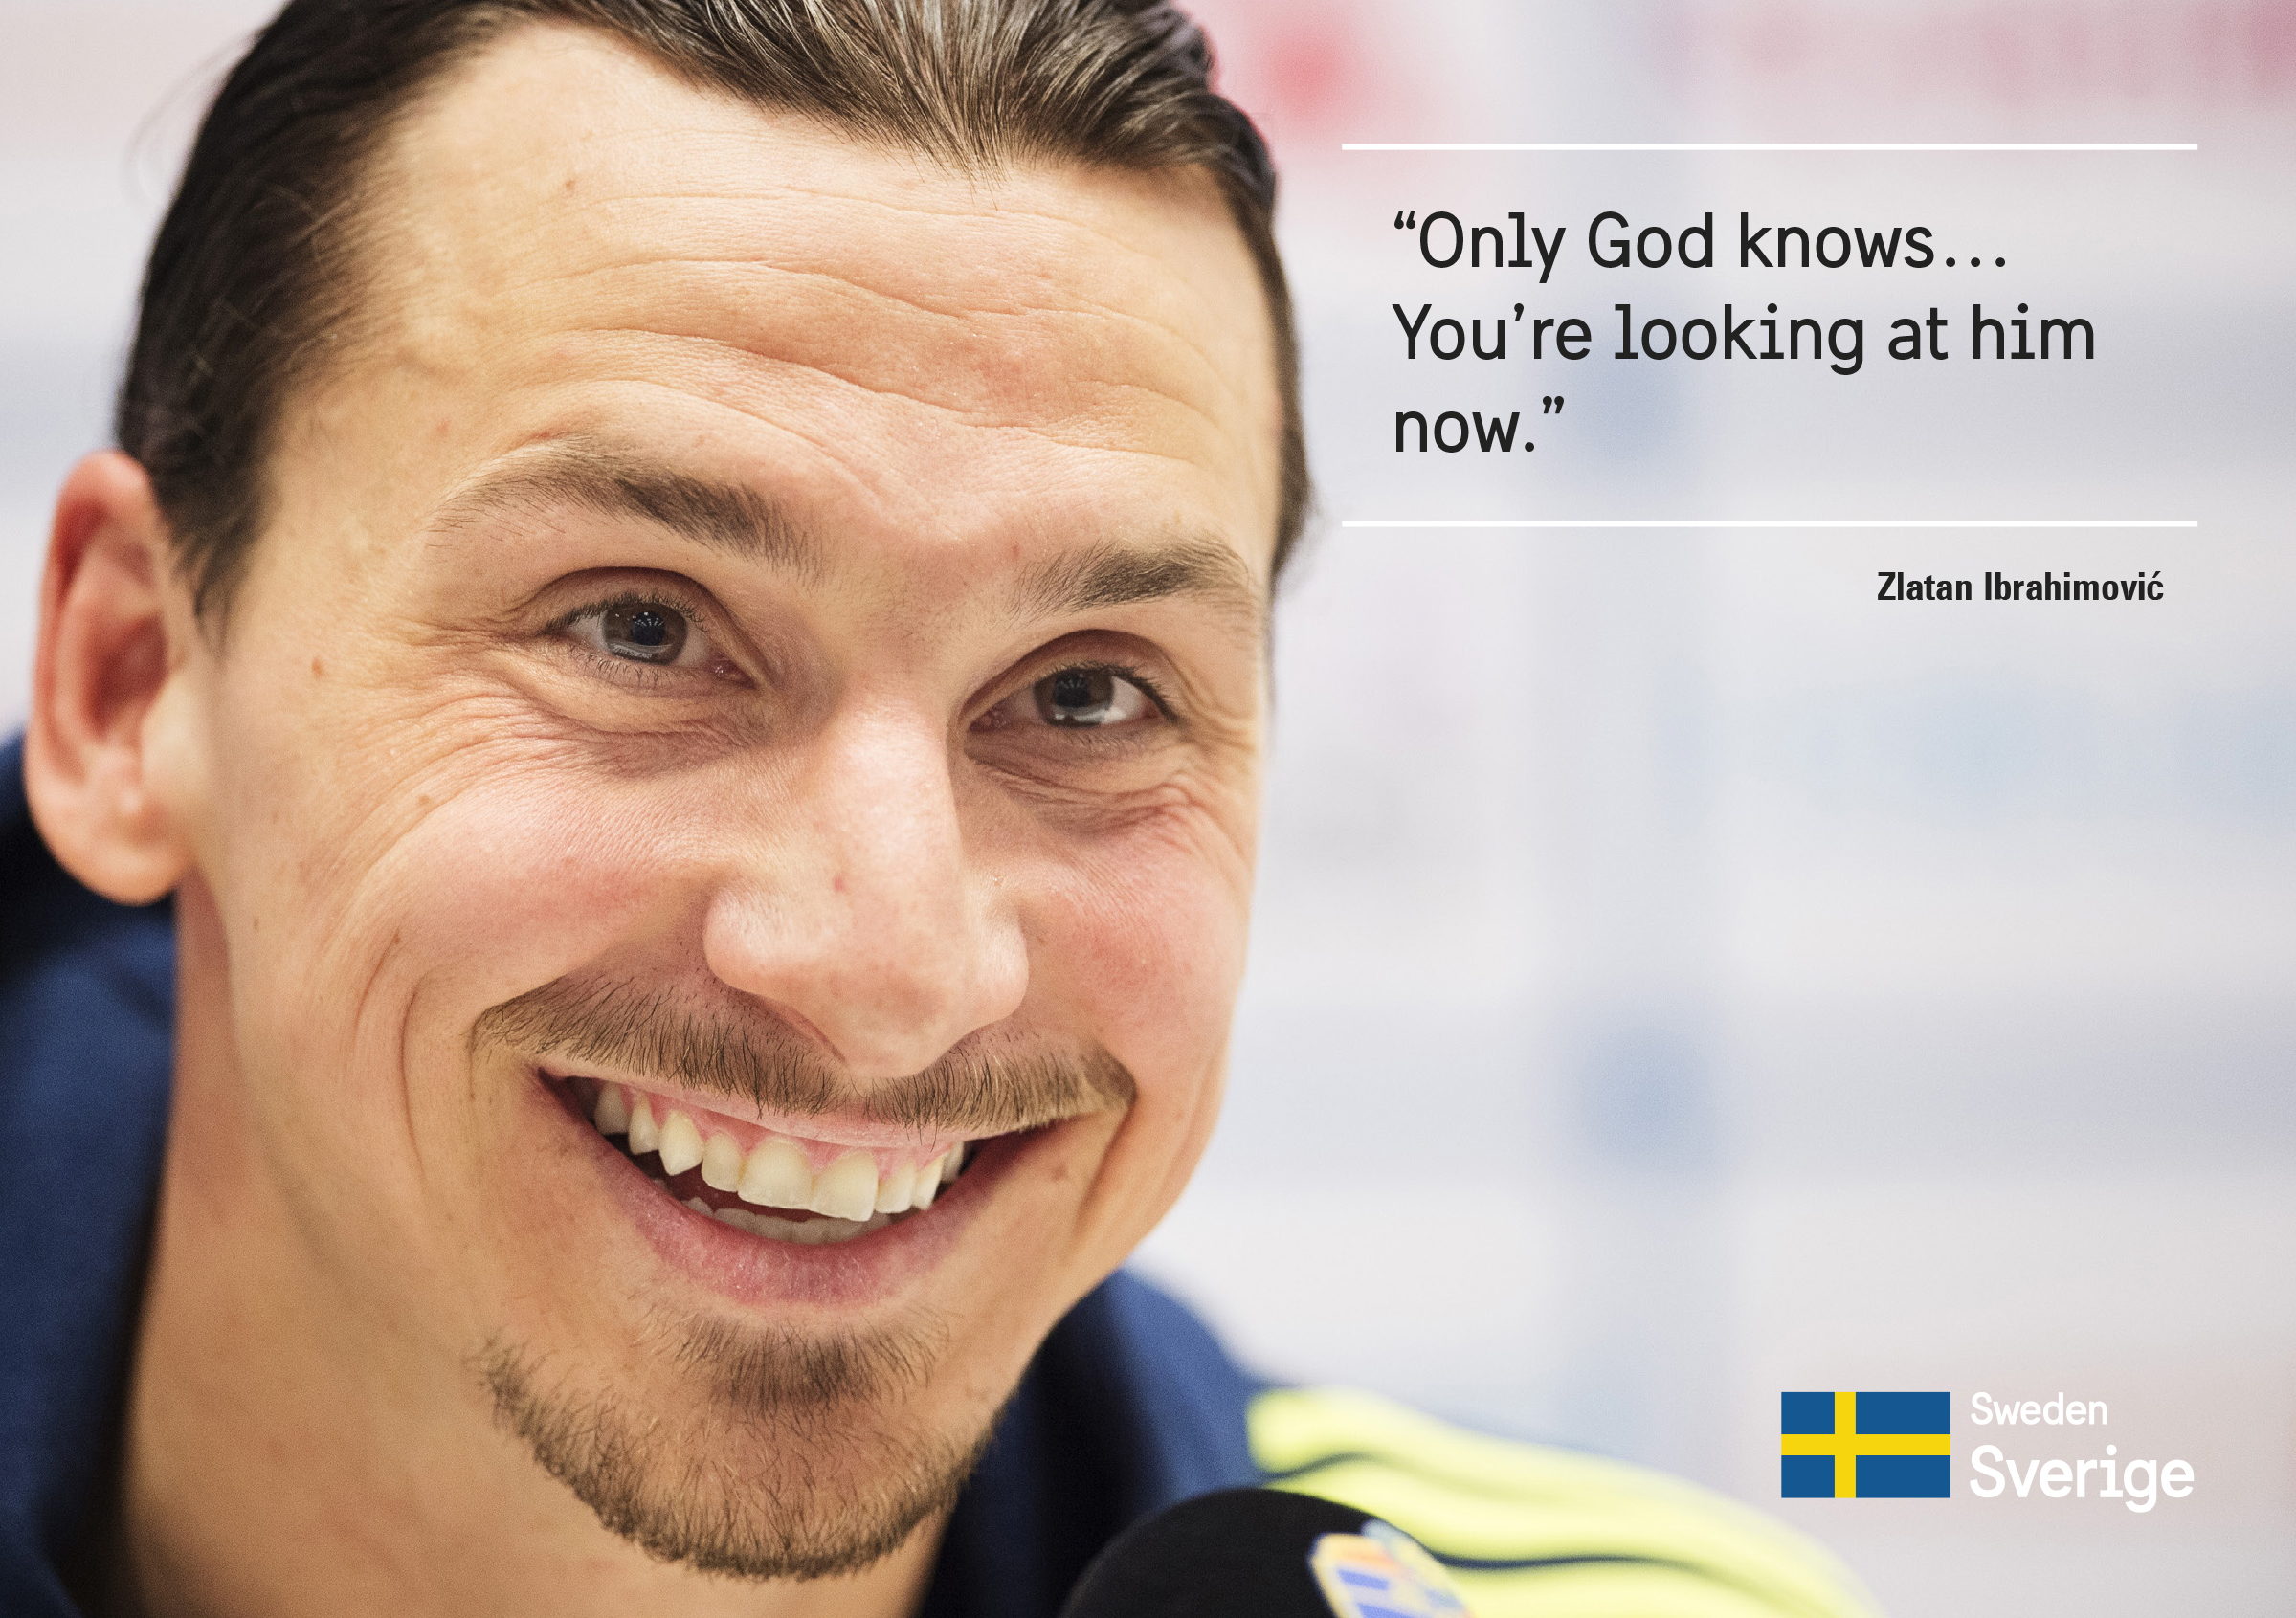 “Only God knows…
You’re looking at him
now.”
Zlatan Ibrahimović
Sweden
Sverige